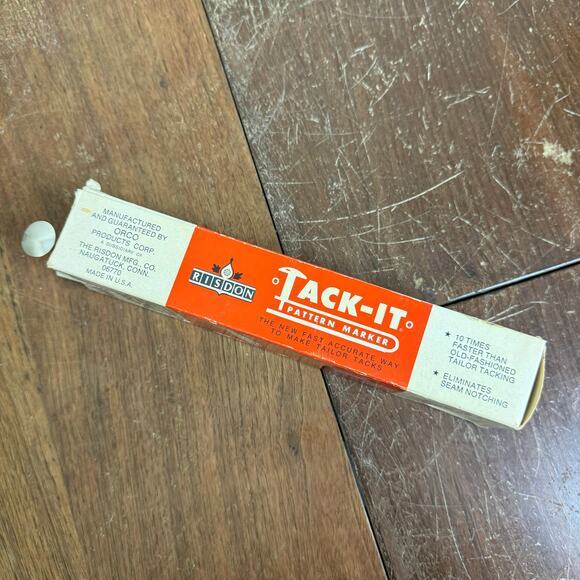 MANUFACTURED
AND GUARANTEED BY
ORCO
PRODUCTS CORP.
A SUBSIDIARY OF
THE RISDON MFG. CO.
NAUGATUCK, CONN.
06770
MADE IN U.S.A.
RISDON
TACK-IT®
PATTERN MARKER
THE NEW FAST ACCURATE WAY
TO MAKE TAILOR TACKS
★ 10 TIMES
FASTER THAN
OLD-FASHIONED
TAILOR TACKING
★ ELIMINATES
SEAM NOTCHING